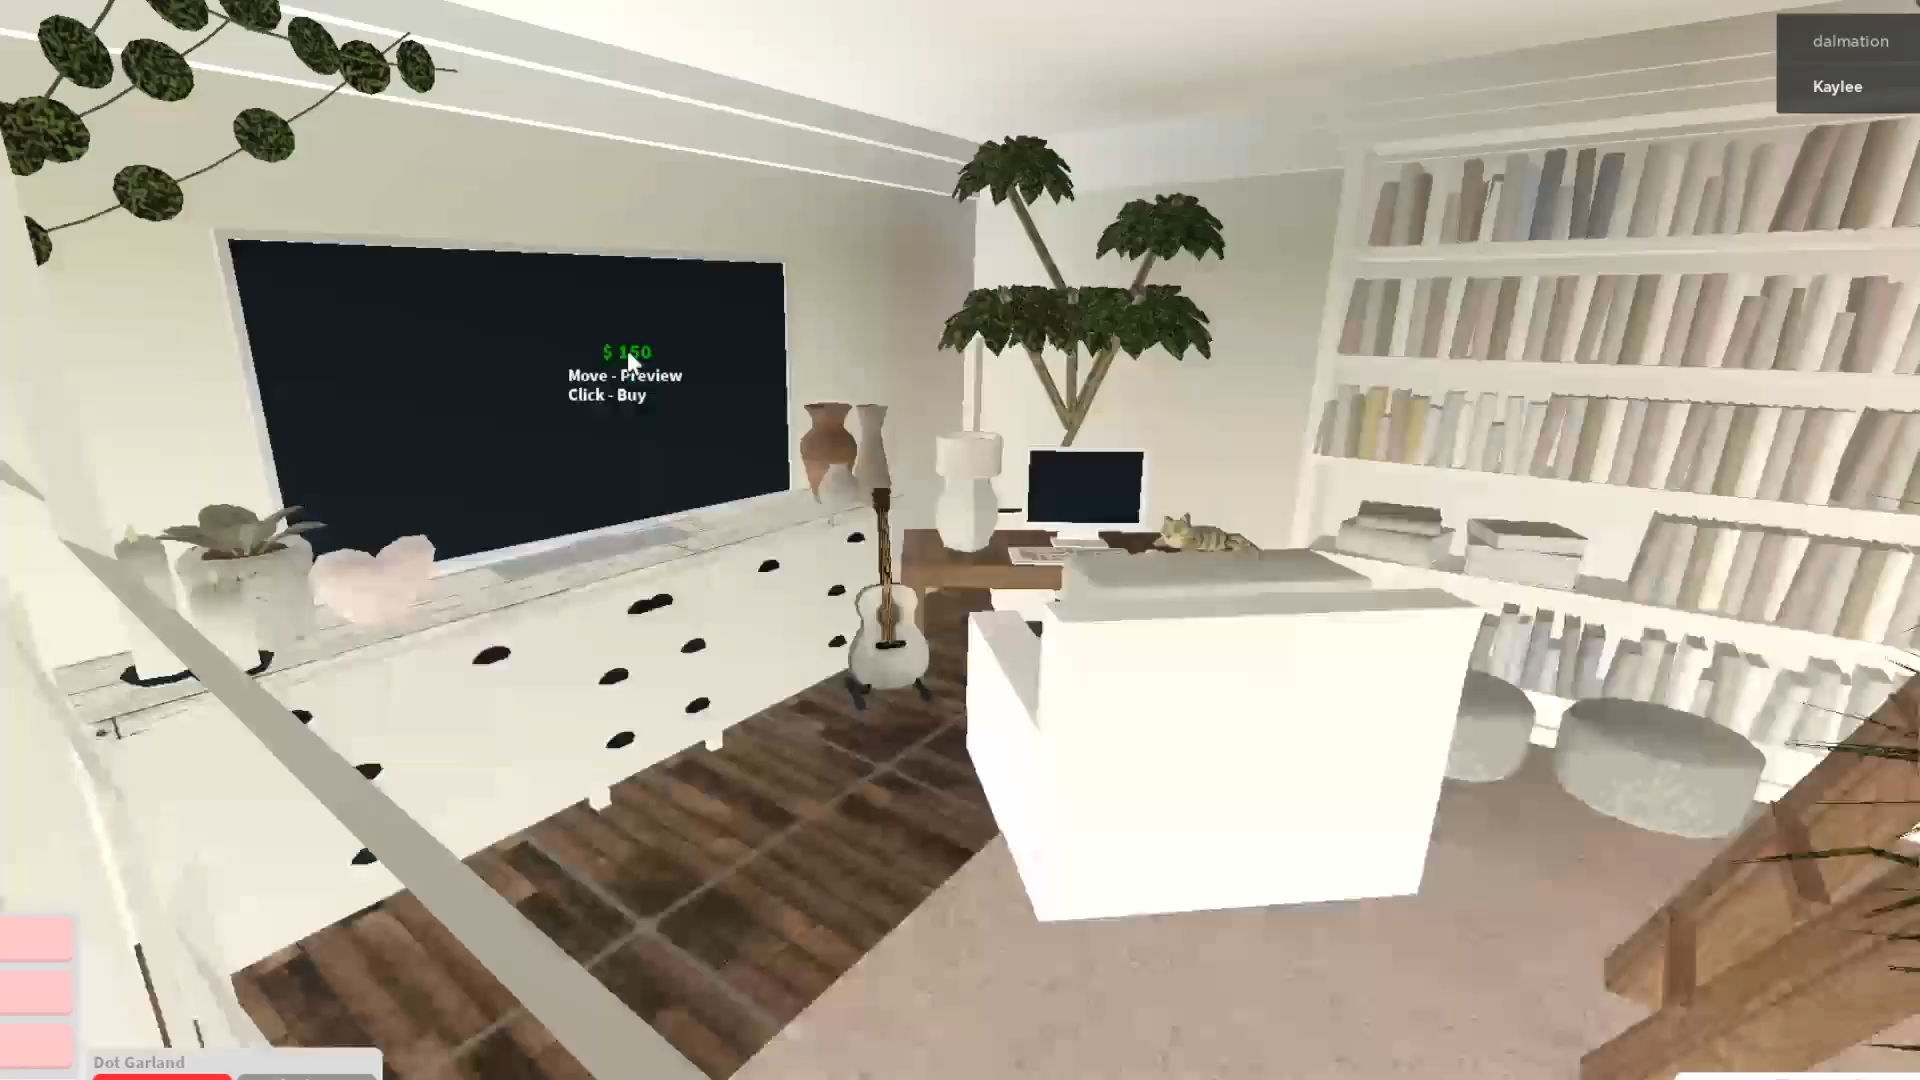 dalmation
Kaylee
$ 150
Move - Preview
Click - Buy
Dot Garland